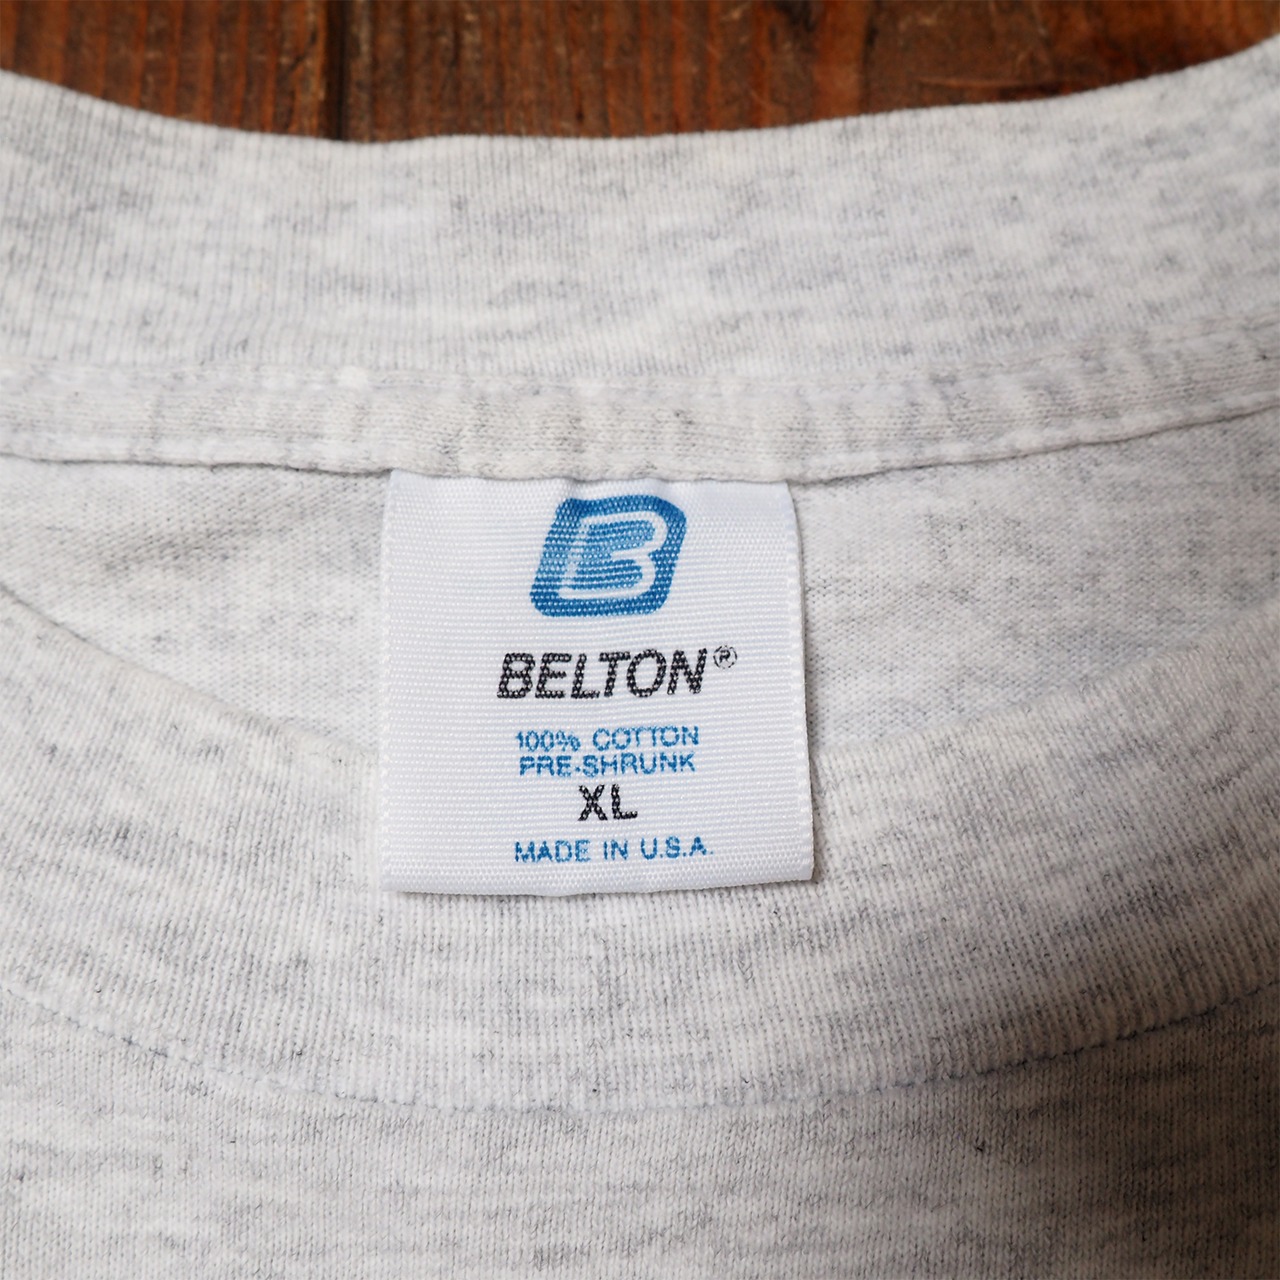 B
BELTON®
100% COTTON
PRE-SHRUNK
XL
MADE IN U.S.A.